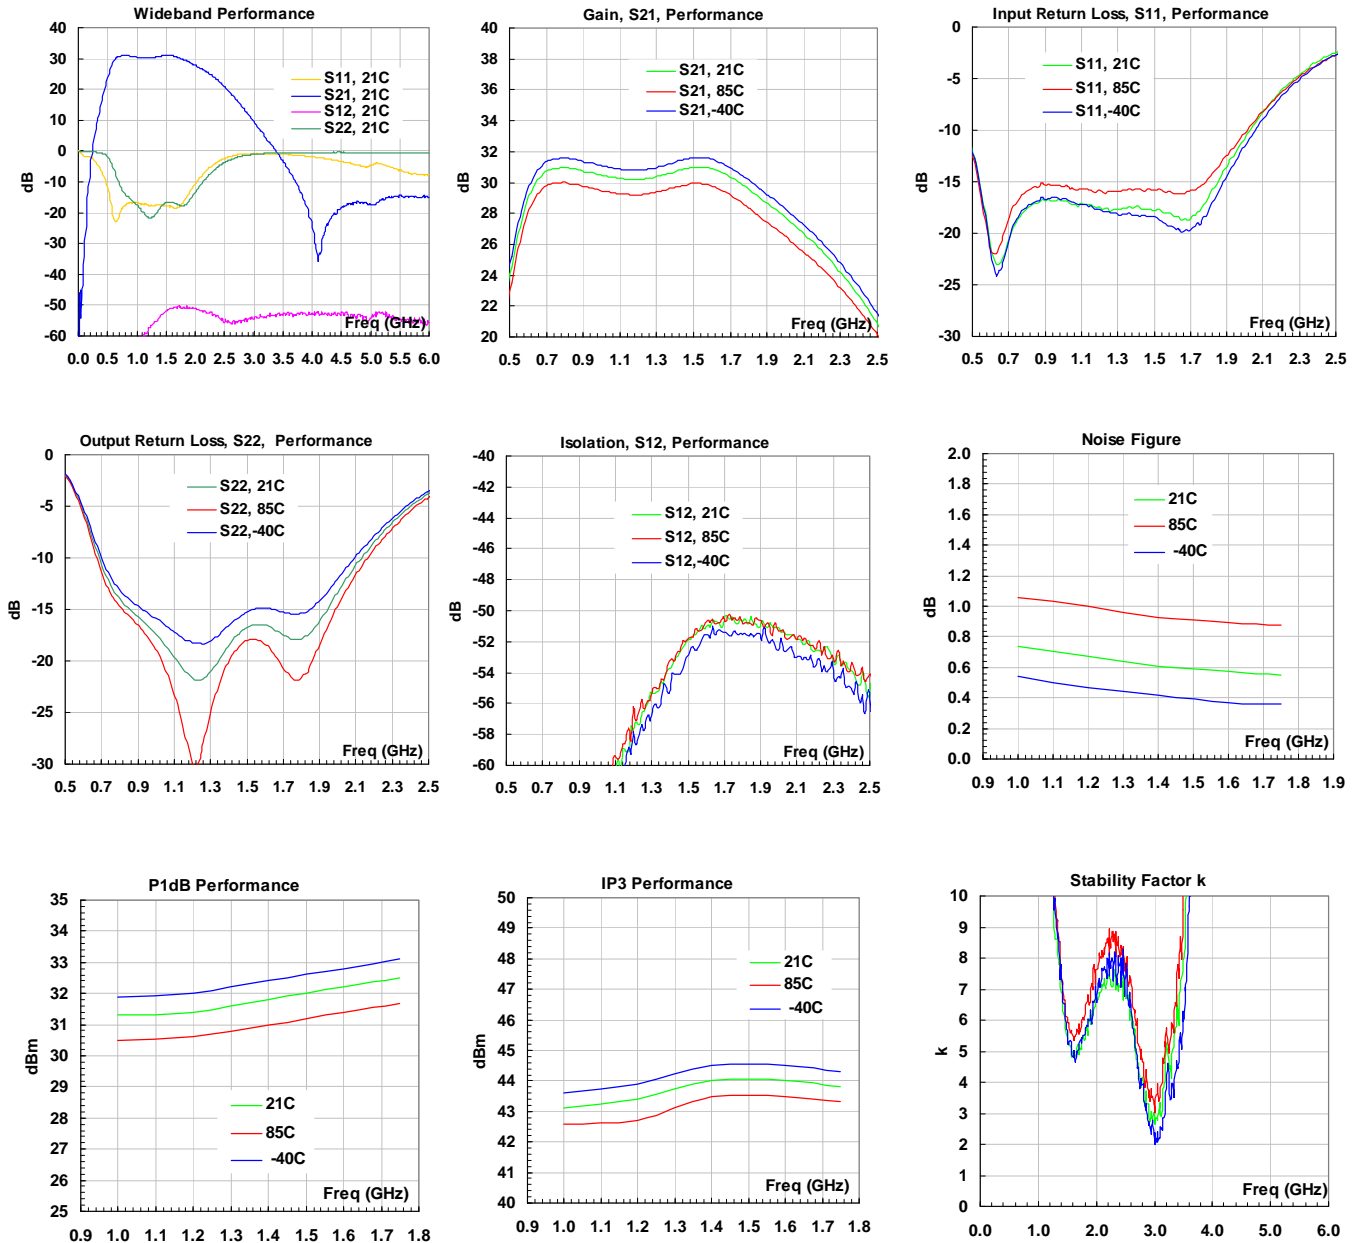 Wideband Performance
40
30
20
10
0
-10
-20
-30
-40
-50
-60
dB
S11, 21C
S21, 21C
S12, 21C
S22, 21C
Freq (GHz)
0.0 0.5 1.0 1.5 2.0 2.5 3.0 3.5 4.0 4.5 5.0 5.5 6.0
Gain, S21, Performance
40
38
36
34
32
30
28
26
24
22
20
dB
S21, 21C
S21, 85C
S21,-40C
Freq (GHz)
0.5 0.7 0.9 1.1 1.3 1.5 1.7 1.9 2.1 2.3 2.5
Input Return Loss, S11, Performance
0
-5
-10
-15
-20
-25
-30
dB
S11, 21C
S11, 85C
S11,-40C
Freq (GHz)
0.5 0.7 0.9 1.1 1.3 1.5 1.7 1.9 2.1 2.3 2.5
Output Return Loss, S22, Performance
0
-5
-10
-15
-20
-25
-30
dB
S22, 21C
S22, 85C
S22,-40C
Freq (GHz)
0.5 0.7 0.9 1.1 1.3 1.5 1.7 1.9 2.1 2.3 2.5
Isolation, S12, Performance
-40
-42
-44
-46
-48
-50
-52
-54
-56
-58
-60
dB
S12, 21C
S12, 85C
S12,-40C
Freq (GHz)
0.5 0.7 0.9 1.1 1.3 1.5 1.7 1.9 2.1 2.3 2.5
Noise Figure
2.0
1.8
1.6
1.4
1.2
1.0
0.8
0.6
0.4
0.2
0.0
dB
21C
85C
-40C
Freq (GHz)
0.9 1.0 1.1 1.2 1.3 1.4 1.5 1.6 1.7 1.8 1.9
P1dB Performance
35
34
33
32
31
30
29
28
27
26
25
dBm
21C
85C
-40C
Freq (GHz)
0.9 1.0 1.1 1.2 1.3 1.4 1.5 1.6 1.7 1.8
IP3 Performance
50
49
48
47
46
45
44
43
42
41
40
dBm
21C
85C
-40C
Freq (GHz)
0.9 1.0 1.1 1.2 1.3 1.4 1.5 1.6 1.7 1.8
Stability Factor k
10
9
8
7
6
5
4
3
2
1
0
k
21C
85C
-40C
Freq (GHz)
0.0 1.0 2.0 3.0 4.0 5.0 6.0